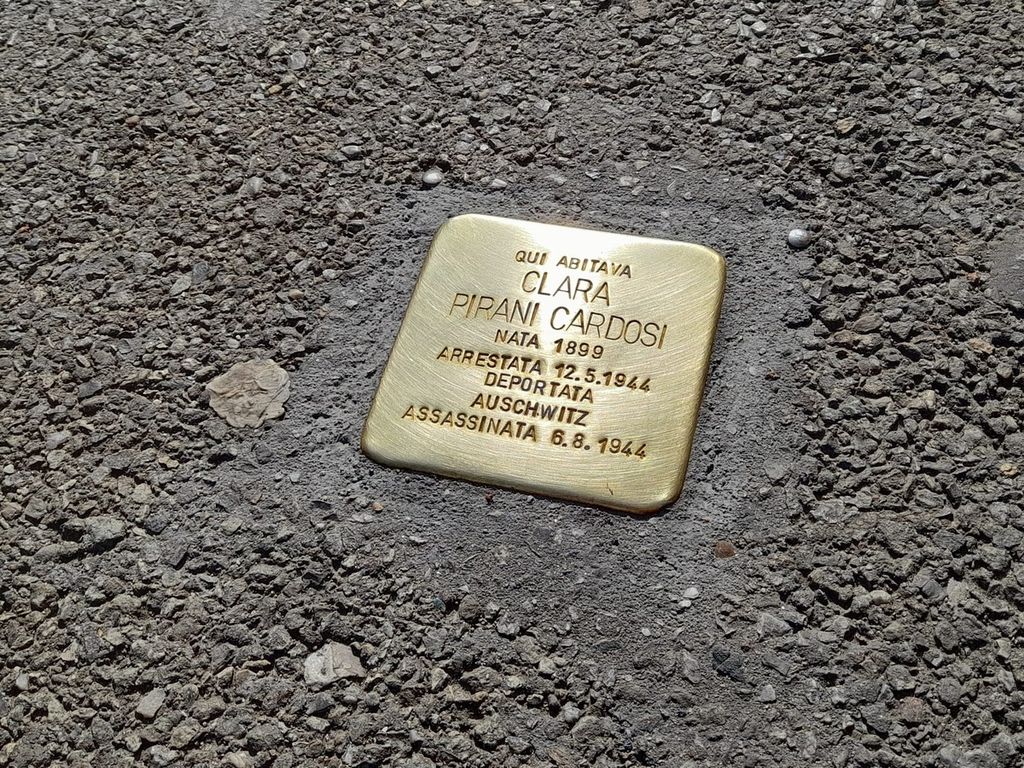 QUI ABITAVA
CLARA
PIRANI CARDOSI
NATA 1899
ARRESTATA 12.5.1944
DEPORTATA
AUSCHWITZ
ASSASSINATA 6.8.1944